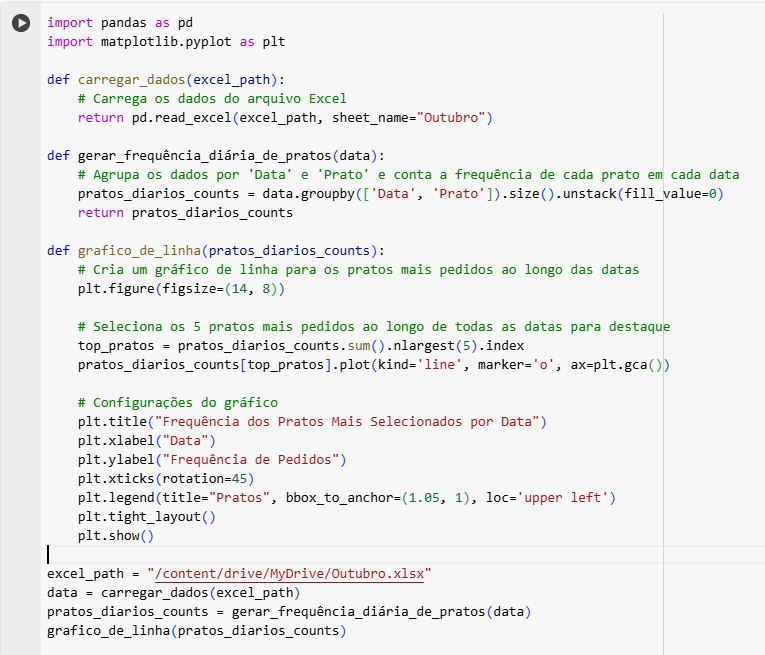 import pandas as pd
import matplotlib.pyplot as plt

def carregar_dados(excel_path):
    # Carrega os dados do arquivo Excel
    return pd.read_excel(excel_path, sheet_name="Outubro")

def gerar_frequência_diária_de_pratos(data):
    # Agrupa os dados por 'Data' e 'Prato' e conta a frequência de cada prato em cada data
    pratos_diarios_counts = data.groupby(['Data', 'Prato']).size().unstack(fill_value=0)
    return pratos_diarios_counts

def grafico_de_linha(pratos_diarios_counts):
    # Cria um gráfico de linha para os pratos mais pedidos ao longo das datas
    plt.figure(figsize=(14, 8))

    # Seleciona os 5 pratos mais pedidos ao longo de todas as datas para destaque
    top_pratos = pratos_diarios_counts.sum().nlargest(5).index
    pratos_diarios_counts[top_pratos].plot(kind='line', marker='o', ax=plt.gca())

    # Configurações do gráfico
    plt.title("Frequência dos Pratos Mais Selecionados por Data")
    plt.xlabel("Data")
    plt.ylabel("Frequência de Pedidos")
    plt.xticks(rotation=45)
    plt.legend(title="Pratos", bbox_to_anchor=(1.05, 1), loc='upper left')
    plt.tight_layout()
    plt.show()

excel_path = "/content/drive/MyDrive/Outubro.xlsx"
data = carregar_dados(excel_path)
pratos_diarios_counts = gerar_frequência_diária_de_pratos(data)
grafico_de_linha(pratos_diarios_counts)